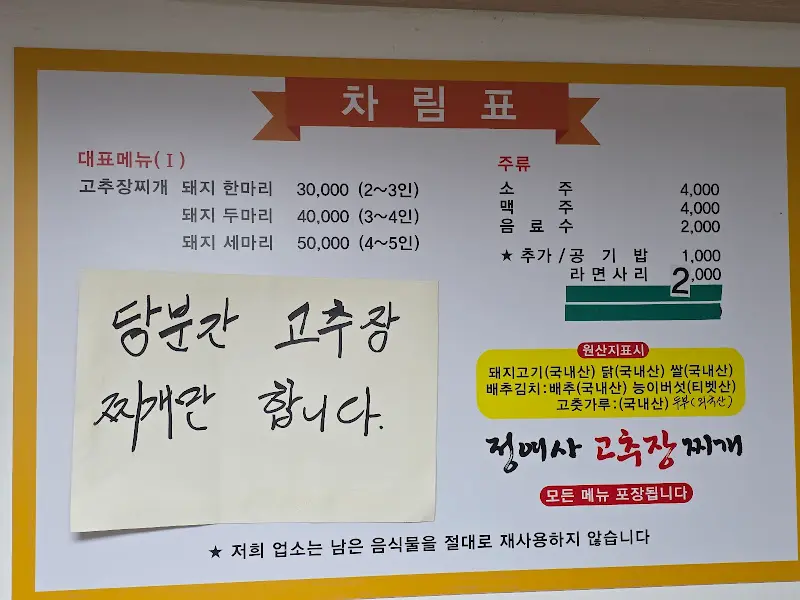 차림표
대표메뉴(Ⅰ)
고추장찌개 돼지 한마리 30,000 (2~3인)
돼지 두마리 40,000 (3~4인)
돼지 세마리 50,000 (4~5인)
당분간 고추장
찌개만 합니다.
주류
소주 4,000
맥주 4,000
음료수 2,000
★ 추가/공기밥 1,000
라면사리 2,000
원산지표시
돼지고기(국내산) 닭(국내산) 쌀(국내산)
배추김치:배추(국내산) 능이버섯(티벳산)
고춧가루:(국내산) 두부(외국산)
정여사 고추장찌개
모든 메뉴 포장됩니다
★ 저희 업소는 남은 음식물을 절대로 재사용하지 않습니다